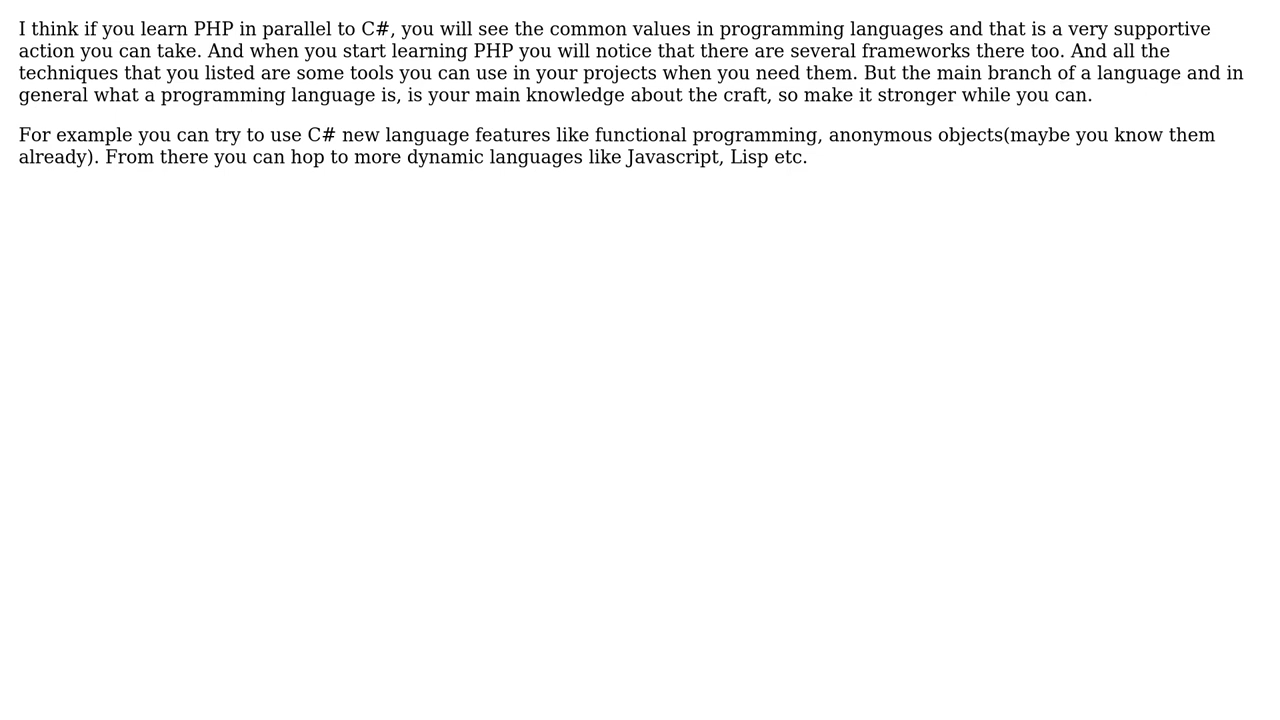 I think if you learn PHP in parallel to C#, you will see the common values in programming languages and that is a very supportive
action you can take. And when you start learning PHP you will notice that there are several frameworks there too. And all the
techniques that you listed are some tools you can use in your projects when you need them. But the main branch of a language and in
general what a programming language is, is your main knowledge about the craft, so make it stronger while you can.
For example you can try to use C# new language features like functional programming, anonymous objects(maybe you know them
already). From there you can hop to more dynamic languages like Javascript, Lisp etc.